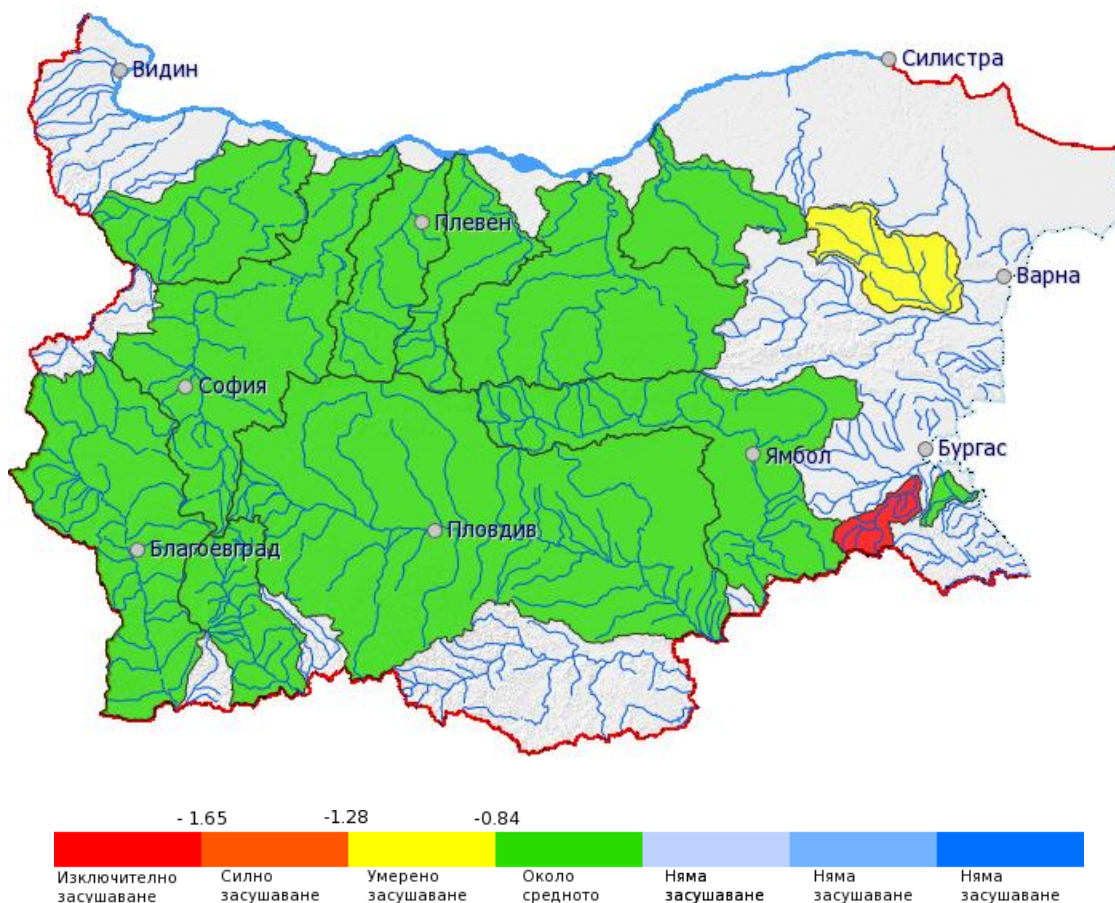 Видин
Силистра
Плевен
Варна
София
Бургас
Ямбол
Пловдив
Благоевград
- 1.65
-1.28
-0.84
Изключително
засушаване
Силно
засушаване
Умерено
засушаване
Около
средното
Няма
засушаване
Няма
засушаване
Няма
засушаване